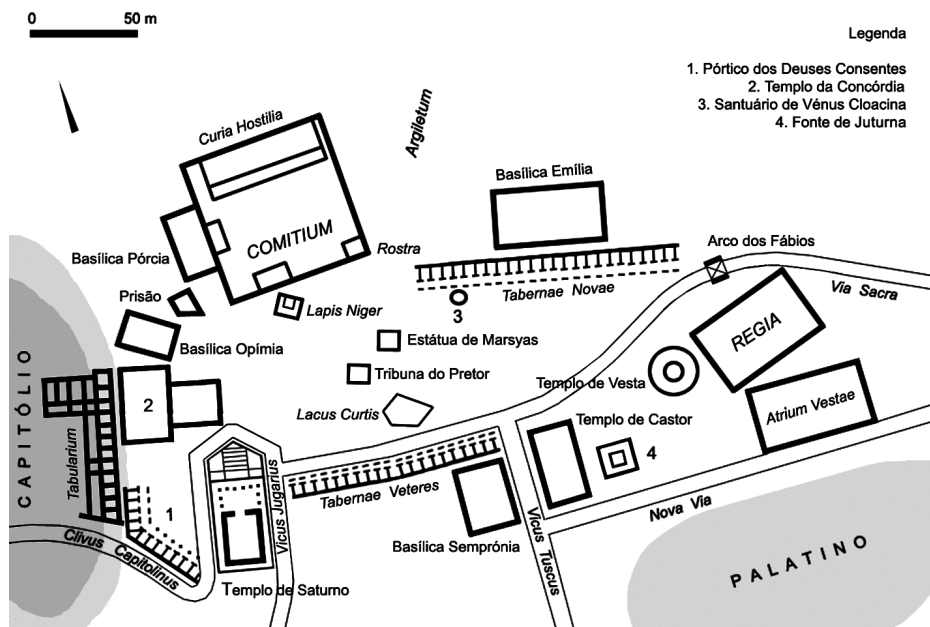 0 50 m
Legenda
1. Pórtico dos Deuses Consentes
2. Templo da Concórdia
3. Santuário de Vénus Cloacina
4. Fonte de Juturna
Argiletum
Curia Hostilia
COMITIUM
Basílica Emília
Rostra
Arco dos Fábios
Basílica Pórcia
Via Sacra
Tabernae Novae
Prisão
Lapis Niger
3
REGIA
Estátua de Marsyas
Basílica Opímia
Tribuna do Pretor
Templo de Vesta
CAPITÓLIO
2
Lacus Curtis
Atrium Vestae
Templo de Castor
4
Tabularium
Tabernae Veteres
Vicus Jugarius
1
Nova Via
Vicus Tuscus
Basílica Semprónia
Clivus Capitolinus
PALATINO
Templo de Saturno